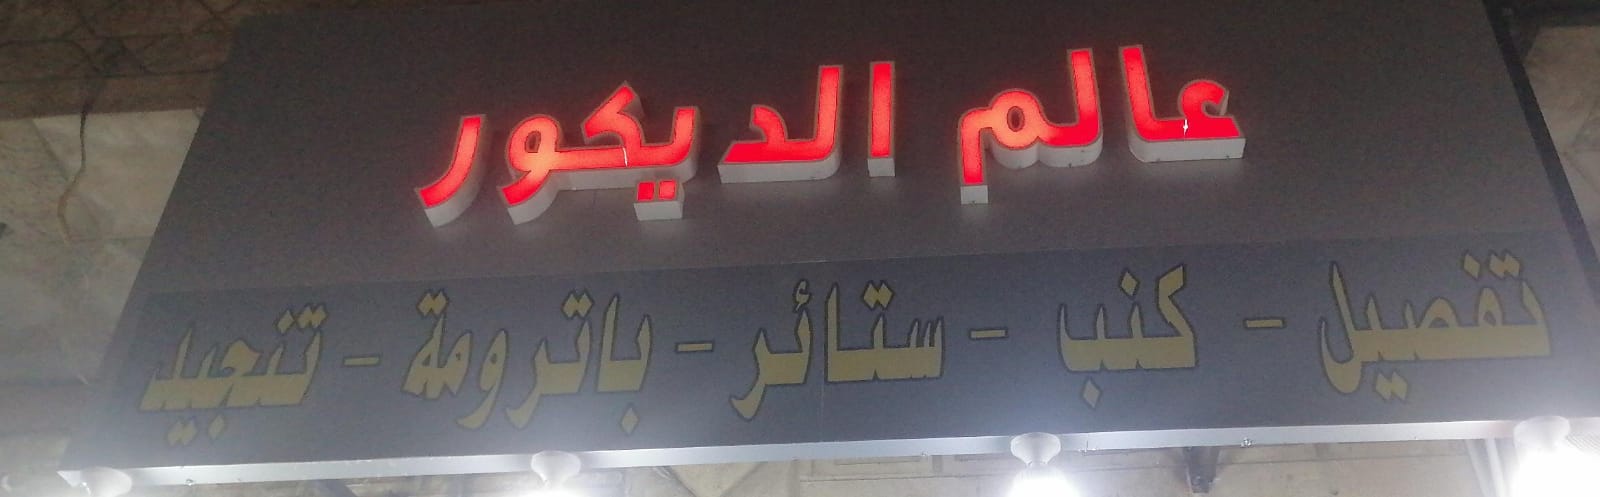 عالم الديكور
تفصيل - كنب - ستائر - باترومة - تنجيد